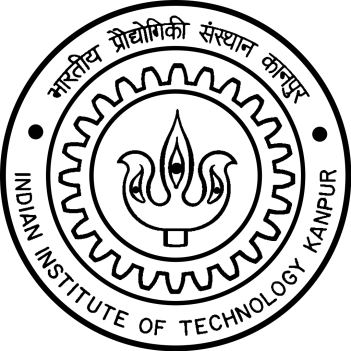 भारतीय प्रौद्योगिकी संस्थान कानपुर
INDIAN INSTITUTE OF TECHNOLOGY KANPUR